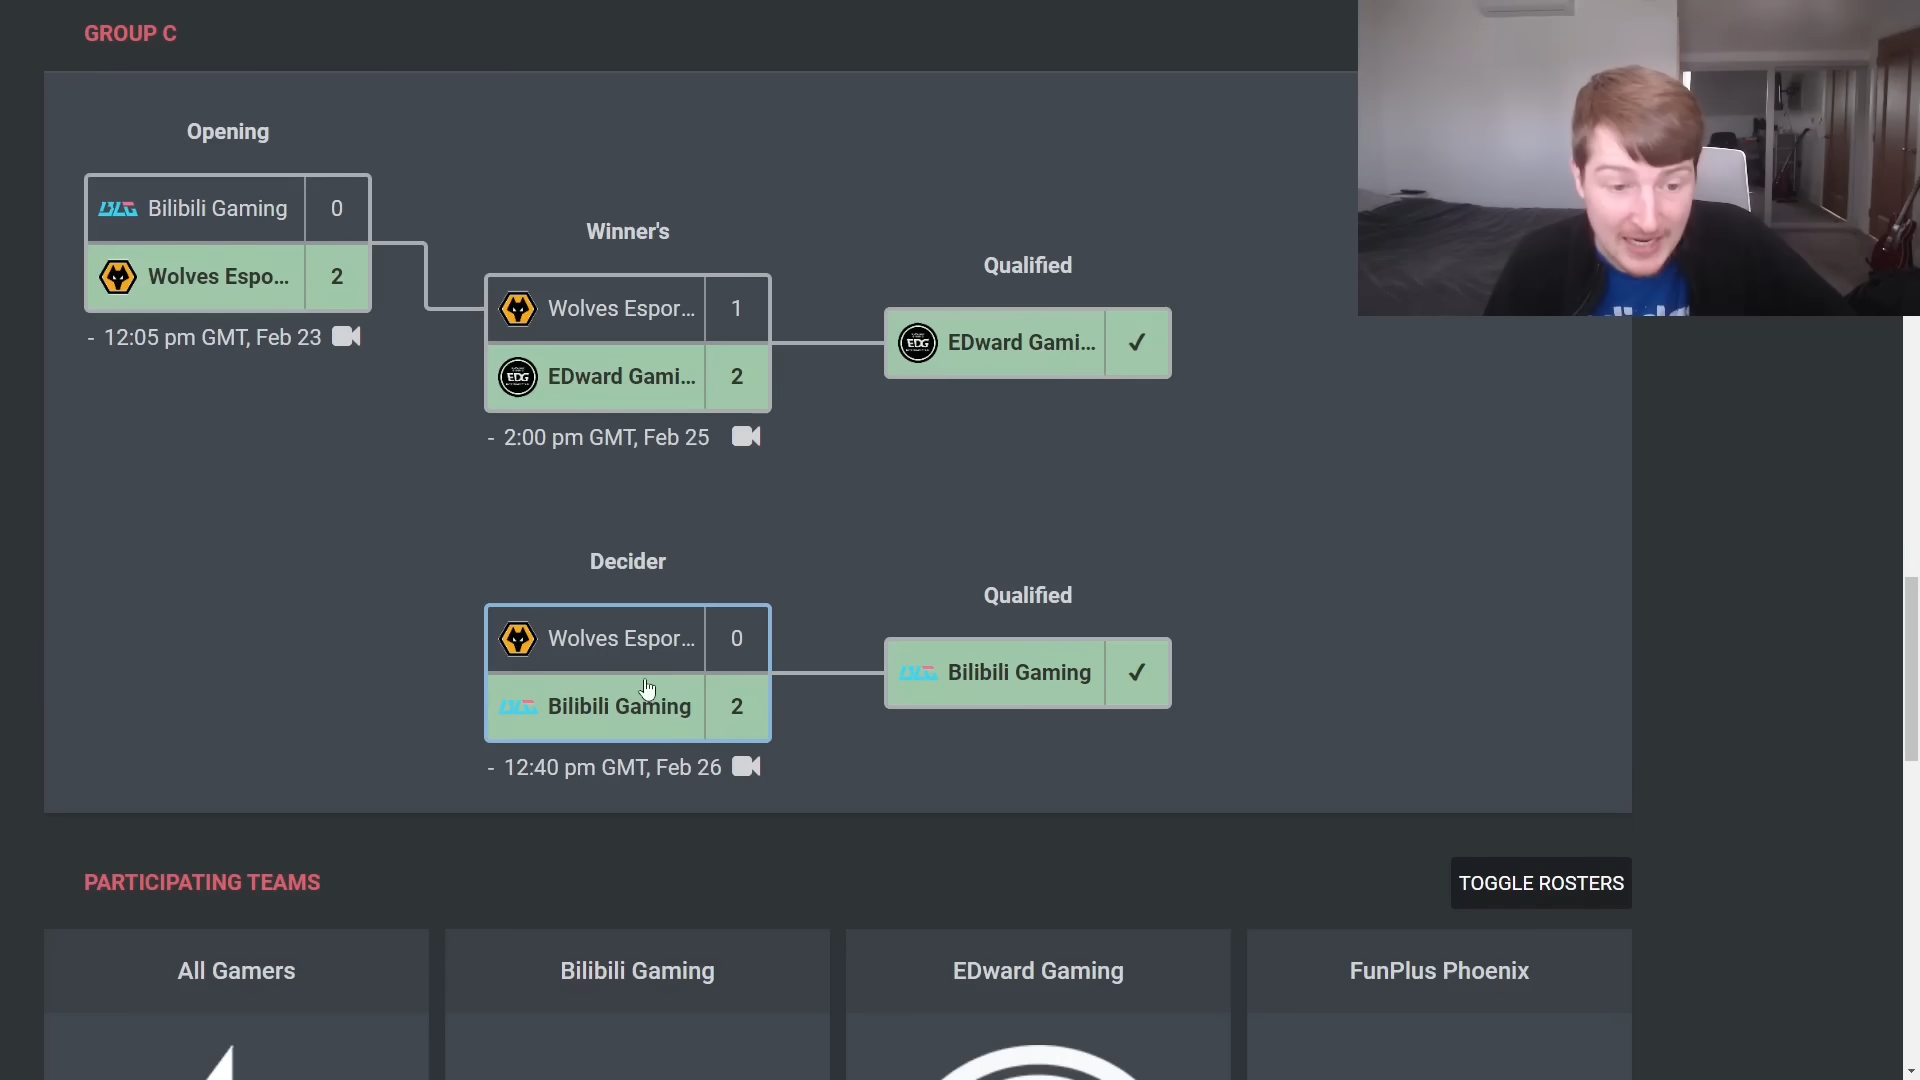 GROUP C
Opening
Bilibili Gaming 0
Wolves Espo... 2
- 12:05 pm GMT, Feb 23
Winner's
Wolves Espor... 1
EDG EDward Gami... 2
- 2:00 pm GMT, Feb 25
Qualified
EDG EDward Gami... ✓
Decider
Wolves Espor... 0
Bilibili Gaming 2
- 12:40 pm GMT, Feb 26
Qualified
Bilibili Gaming ✓
PARTICIPATING TEAMS
TOGGLE ROSTERS
All Gamers
Bilibili Gaming
EDward Gaming
FunPlus Phoenix